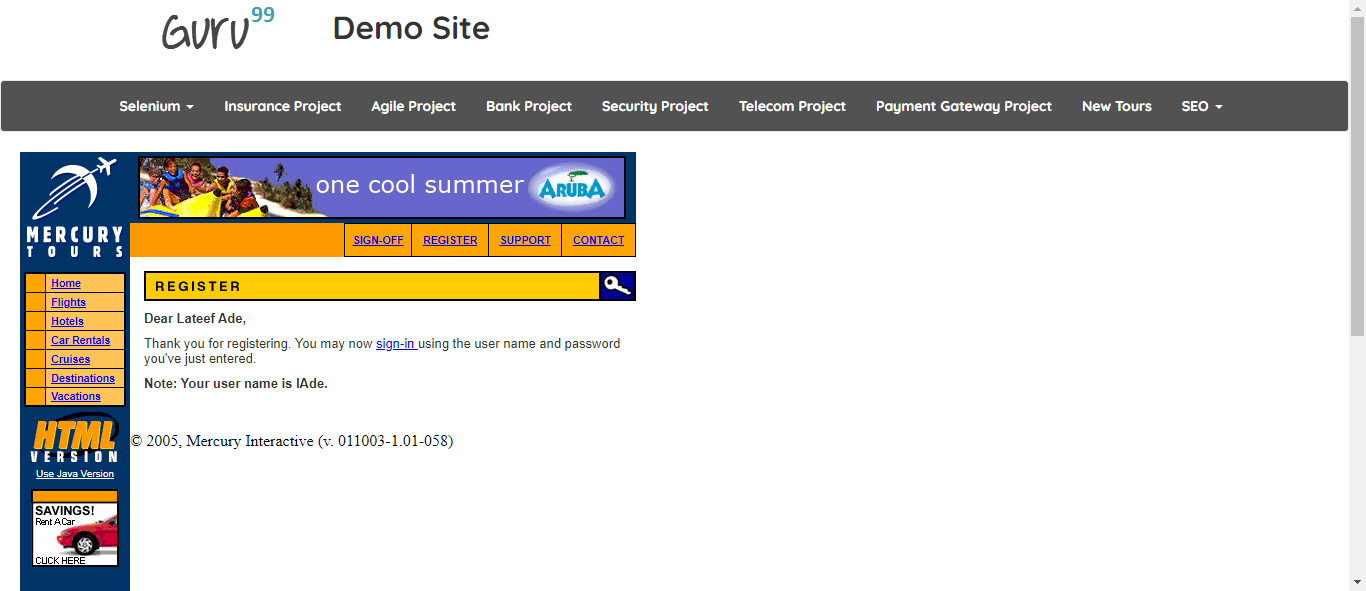 Guru99 Demo Site
Selenium Insurance Project Agile Project Bank Project Security Project Telecom Project Payment Gateway Project New Tours SEO
one cool summer ARUBA
MERCURY
TOURS
SIGN-OFF REGISTER SUPPORT CONTACT
Home
Flights
Hotels
Car Rentals
Cruises
Destinations
Vacations
HTML
VERSION
Use Java Version
SAVINGS!
Rent A Car
CLICK HERE
REGISTER
Dear Lateef Ade,
Thank you for registering. You may now sign-in using the user name and password
you've just entered.
Note: Your user name is lAde.
© 2005, Mercury Interactive (v. 011003-1.01-058)